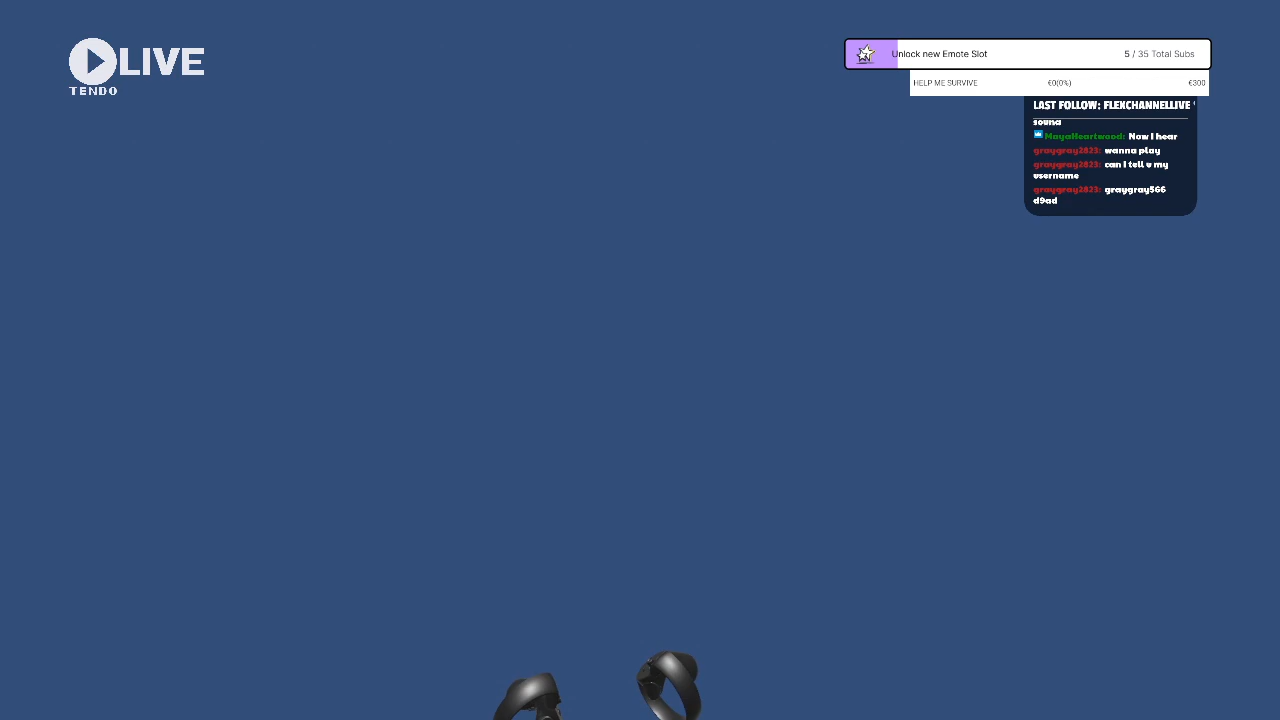 LIVE
TENDO
Unlock new Emote Slot 5 / 35 Total Subs
HELP ME SURVIVE €0(0%) €300
LAST FOLLOW: FLEXCHANNELLIVE
sound
MayaHeartwood: Now I hear
graygray2823: wanna play
graygray2823: can I tell u my
username
graygray2823: graygray566
d9ad